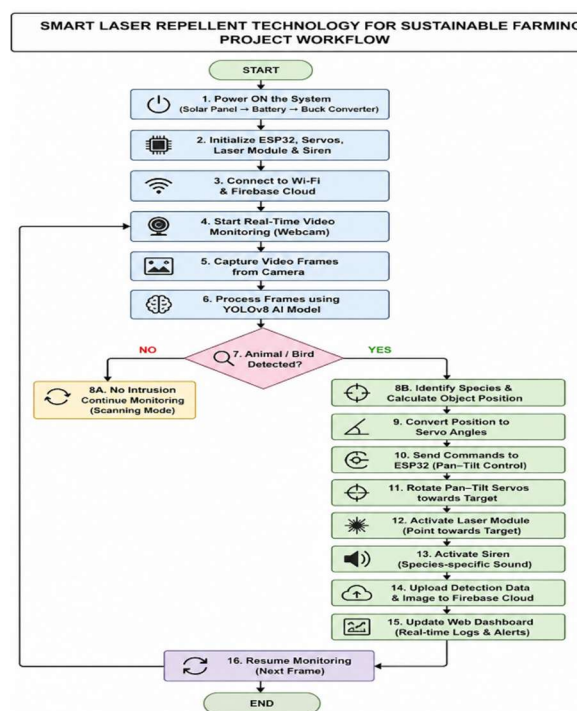 SMART LASER REPELLENT TECHNOLOGY FOR SUSTAINABLE FARMING
PROJECT WORKFLOW
START
1. Power ON the System
(Solar Panel → Battery → Buck Converter)
2. Initialize ESP32, Servos,
Laser Module & Siren
3. Connect to Wi-Fi
& Firebase Cloud
4. Start Real-Time Video
Monitoring (Webcam)
5. Capture Video Frames
from Camera
6. Process Frames using
YOLOv8 AI Model
7. Animal / Bird
Detected?
NO
YES
8A. No Intrusion
Continue Monitoring
(Scanning Mode)
8B. Identify Species &
Calculate Object Position
9. Convert Position to
Servo Angles
10. Send Commands to
ESP32 (Pan–Tilt Control)
11. Rotate Pan–Tilt Servos
towards Target
12. Activate Laser Module
(Point towards Target)
13. Activate Siren
(Species-specific Sound)
14. Upload Detection Data
& Image to Firebase Cloud
15. Update Web Dashboard
(Real-time Logs & Alerts)
16. Resume Monitoring
(Next Frame)
END